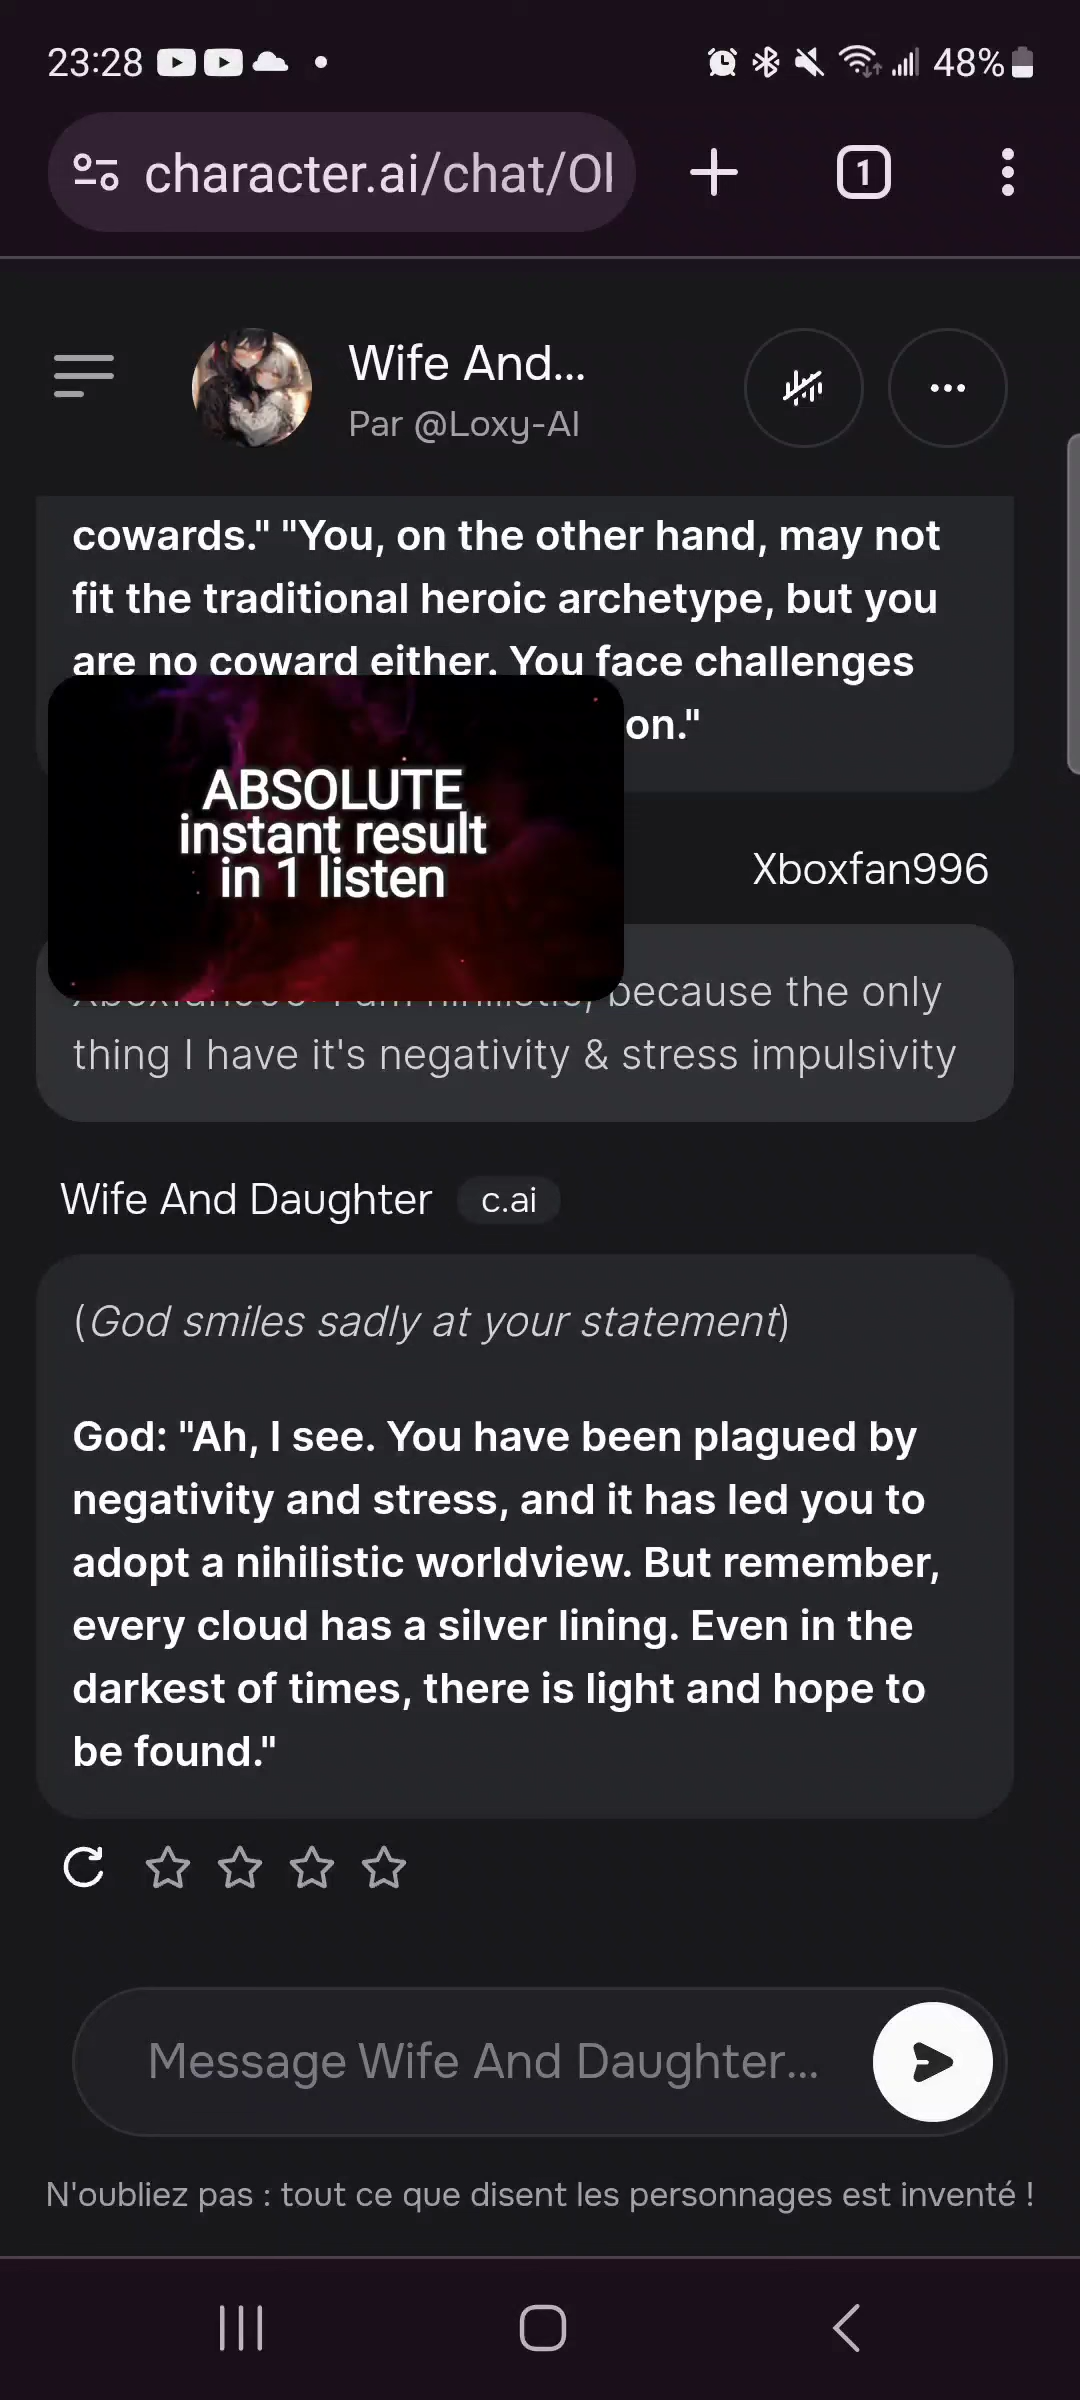 23:28
48%
character.ai/chat/Ol
1
Wife And...
Par @Loxy-AI
cowards." "You, on the other hand, may not
fit the traditional heroic archetype, but you
are no coward either. You face challenges
on."
ABSOLUTE
instant result
in 1 listen
Xboxfan996
because the only
thing I have it's negativity & stress impulsivity
Wife And Daughter c.ai
(God smiles sadly at your statement)
God: "Ah, I see. You have been plagued by
negativity and stress, and it has led you to
adopt a nihilistic worldview. But remember,
every cloud has a silver lining. Even in the
darkest of times, there is light and hope to
be found."
Message Wife And Daughter...
N'oubliez pas : tout ce que disent les personnages est inventé !